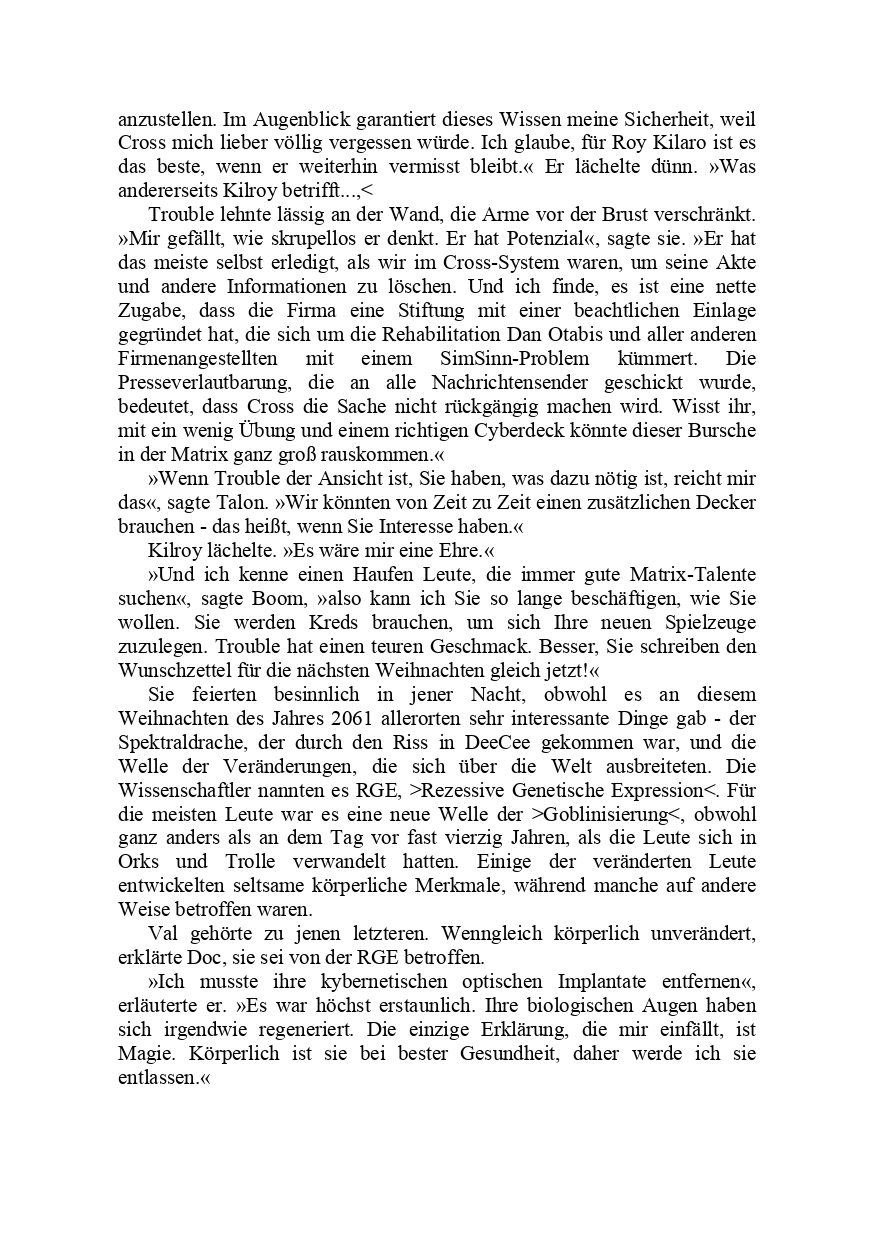 anzustellen. Im Augenblick garantiert dieses Wissen meine Sicherheit, weil
Cross mich lieber völlig vergessen würde. Ich glaube, für Roy Kilaro ist es
das beste, wenn er weiterhin vermisst bleibt.« Er lächelte dünn. »Was
andererseits Kilroy betrifft...,<
Trouble lehnte lässig an der Wand, die Arme vor der Brust verschränkt.
»Mir gefällt, wie skrupellos er denkt. Er hat Potenzial«, sagte sie. »Er hat
das meiste selbst erledigt, als wir im Cross-System waren, um seine Akte
und andere Informationen zu löschen. Und ich finde, es ist eine nette
Zugabe, dass die Firma eine Stiftung mit einer beachtlichen Einlage
gegründet hat, die sich um die Rehabilitation Dan Otabis und aller anderen
Firmenangestellten mit einem SimSinn-Problem kümmert. Die
Presseverlautbarung, die an alle Nachrichtensender geschickt wurde,
bedeutet, dass Cross die Sache nicht rückgängig machen wird. Wisst ihr,
mit ein wenig Übung und einem richtigen Cyberdeck könnte dieser Bursche
in der Matrix ganz groß rauskommen.«
»Wenn Trouble der Ansicht ist, Sie haben, was dazu nötig ist, reicht mir
das«, sagte Talon. »Wir könnten von Zeit zu Zeit einen zusätzlichen Decker
brauchen - das heißt, wenn Sie Interesse haben.«
Kilroy lächelte. »Es wäre mir eine Ehre.«
»Und ich kenne einen Haufen Leute, die immer gute Matrix-Talente
suchen«, sagte Boom, »also kann ich Sie so lange beschäftigen, wie Sie
wollen. Sie werden Kreds brauchen, um sich Ihre neuen Spielzeuge
zuzulegen. Trouble hat einen teuren Geschmack. Besser, Sie schreiben den
Wunschzettel für die nächsten Weihnachten gleich jetzt!«
Sie feierten besinnlich in jener Nacht, obwohl es an diesem
Weihnachten des Jahres 2061 allerorten sehr interessante Dinge gab - der
Spektraldrache, der durch den Riss in DeeCee gekommen war, und die
Welle der Veränderungen, die sich über die Welt ausbreiteten. Die
Wissenschaftler nannten es RGE, >Rezessive Genetische Expression<. Für
die meisten Leute war es eine neue Welle der >Goblinisierung<, obwohl
ganz anders als an dem Tag vor fast vierzig Jahren, als die Leute sich in
Orks und Trolle verwandelt hatten. Einige der veränderten Leute
entwickelten seltsame körperliche Merkmale, während manche auf andere
Weise betroffen waren.
Val gehörte zu jenen letzteren. Wenngleich körperlich unverändert,
erklärte Doc, sie sei von der RGE betroffen.
»Ich musste ihre kybernetischen optischen Implantate entfernen«,
erläuterte er. »Es war höchst erstaunlich. Ihre biologischen Augen haben
sich irgendwie regeneriert. Die einzige Erklärung, die mir einfällt, ist
Magie. Körperlich ist sie bei bester Gesundheit, daher werde ich sie
entlassen.«